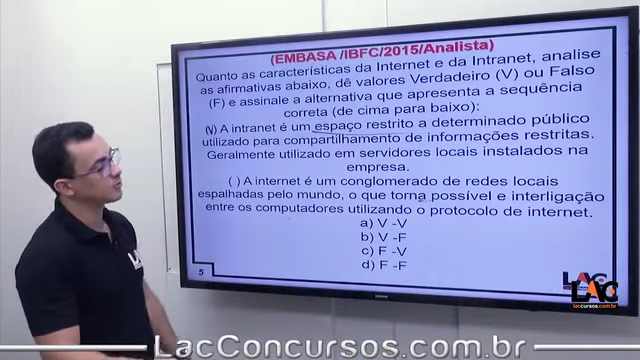 (EMBASA /IBFC/2015/Analista)
Quanto as características da Internet e da Intranet, analise
as afirmativas abaixo, dê valores Verdadeiro (V) ou Falso
(F) e assinale a alternativa que apresenta a sequência
correta (de cima para baixo):
(V) A intranet é um espaço restrito a determinado público
utilizado para compartilhamento de informações restritas.
Geralmente utilizado em servidores locais instalados na
empresa.
( ) A internet é um conglomerado de redes locais
espalhadas pelo mundo, o que torna possível e interligação
entre os computadores utilizando o protocolo de internet.
a) V -V
b) V -F
c) F -V
d) F -F
5
LAC
laccursos.com.br
LAC
LacConcursos.com.br